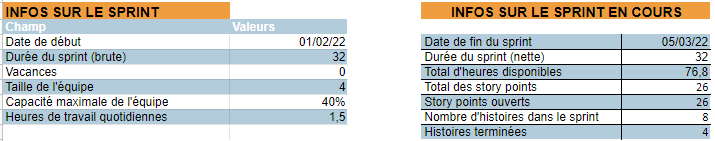 INFOS SUR LE SPRINT
Champ Valeurs
Date de début 01/02/22
Durée du sprint (brute) 32
Vacances 0
Taille de l'équipe 4
Capacité maximale de l'équipe 40%
Heures de travail quotidiennes 1,5
INFOS SUR LE SPRINT EN COURS
Date de fin du sprint 05/03/22
Durée du sprint (nette) 32
Total d'heures disponibles 76,8
Total des story points 26
Story points ouverts 26
Nombre d'histoires dans le sprint 8
Histoires terminées 4